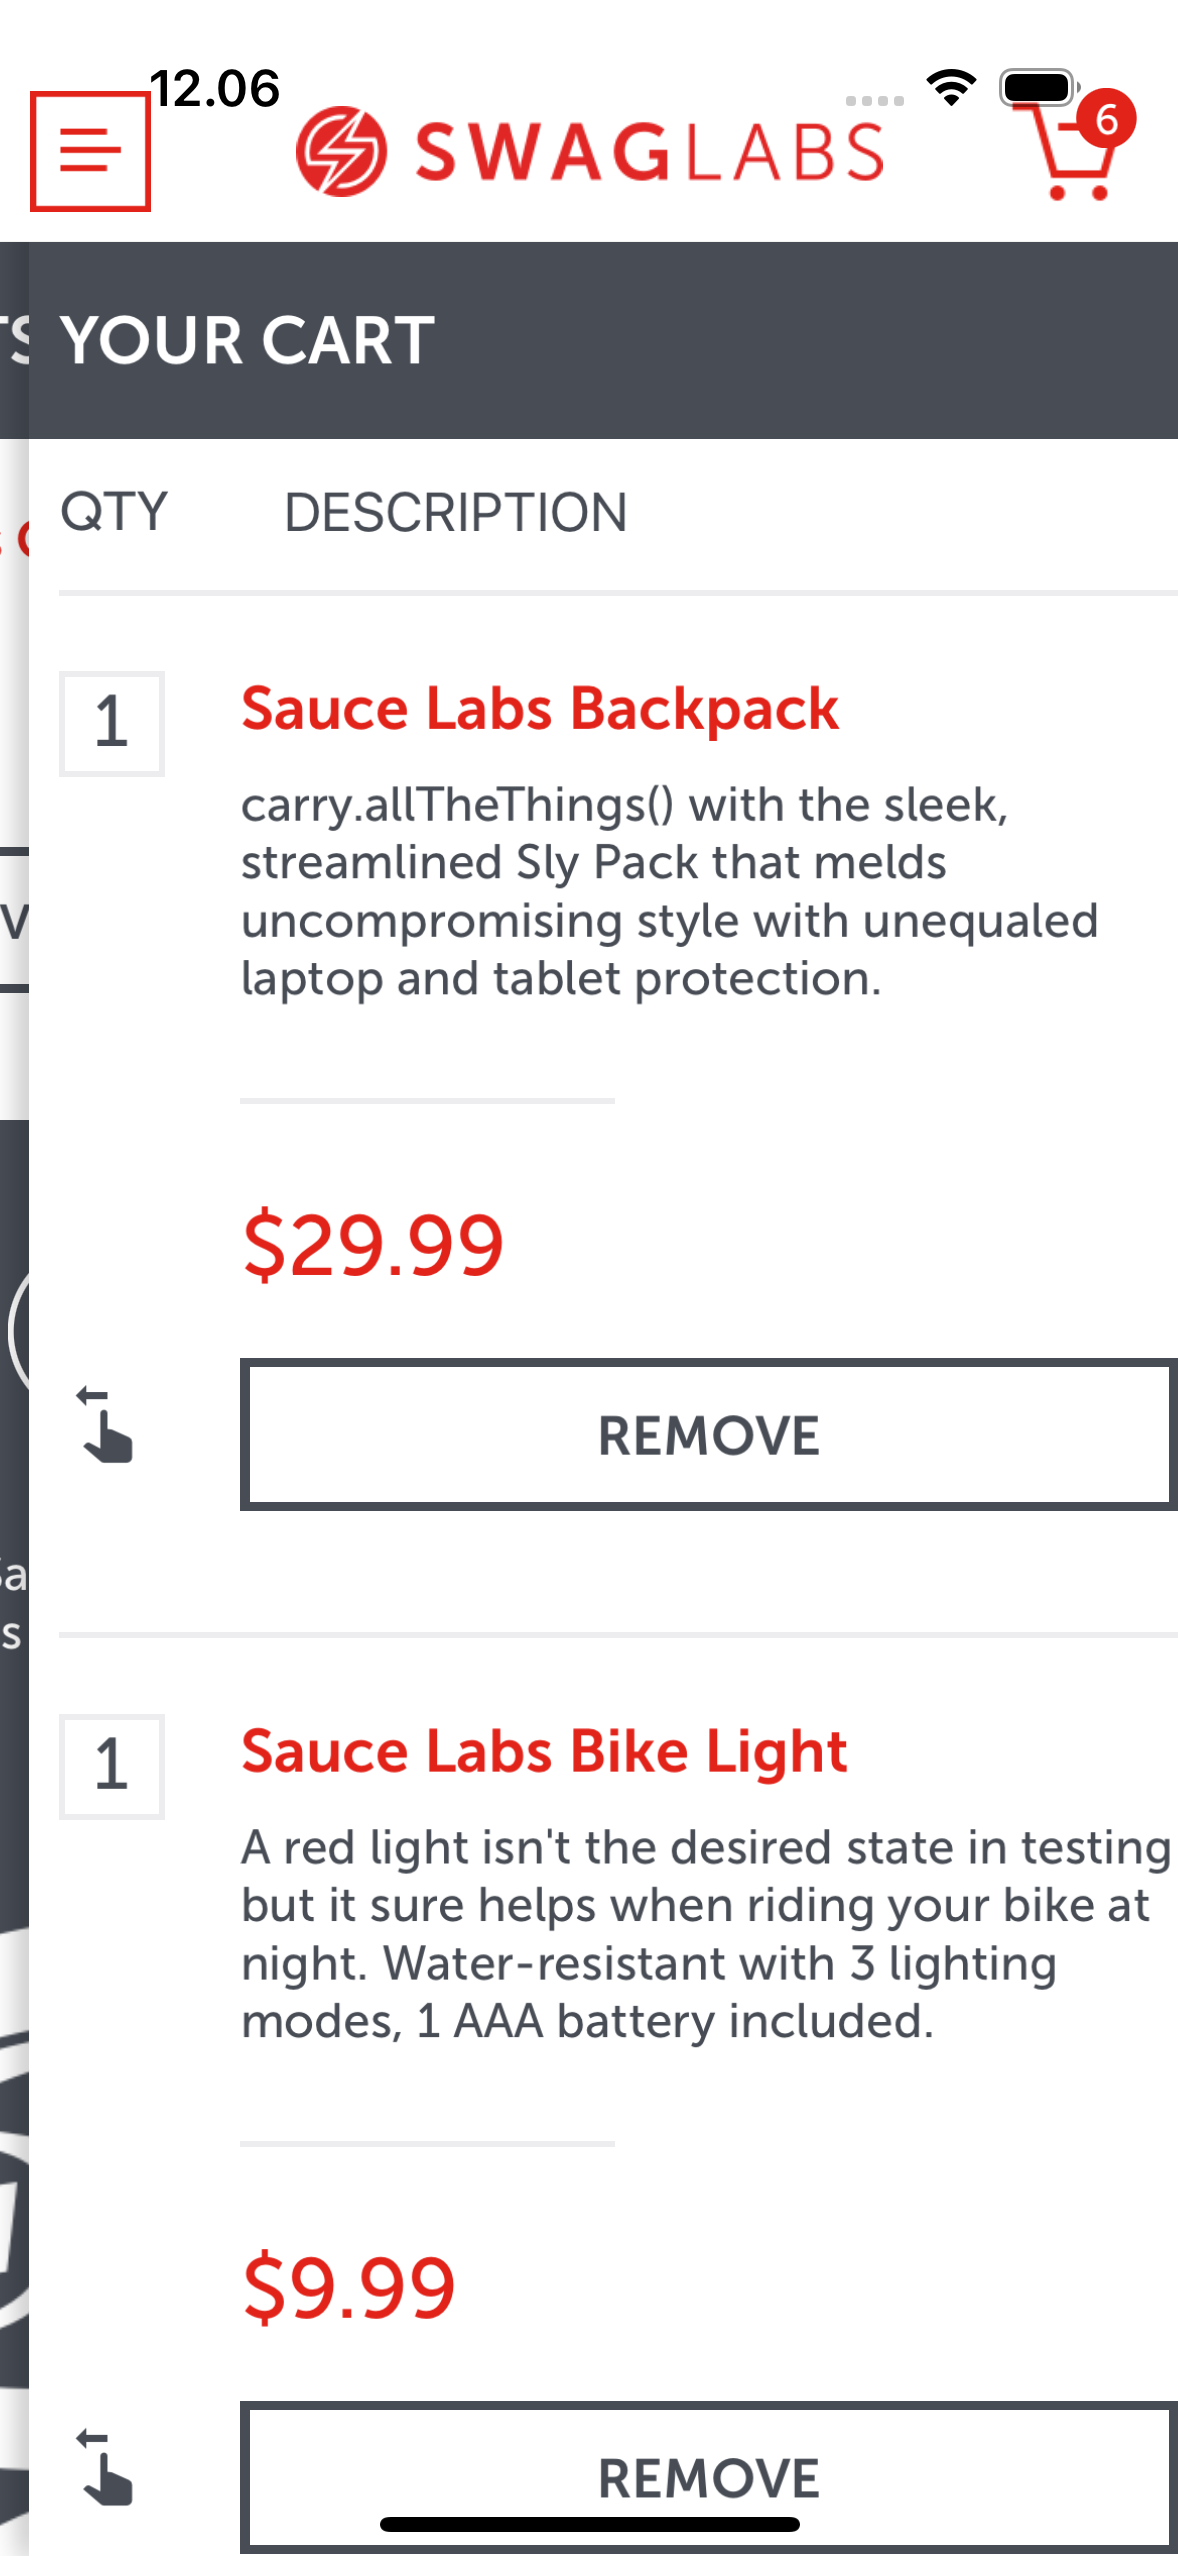 12.06
SWAGLABS
6
YOUR CART
QTY DESCRIPTION
1
Sauce Labs Backpack
carry.allTheThings() with the sleek,
streamlined Sly Pack that melds
uncompromising style with unequaled
laptop and tablet protection.
$29.99
REMOVE
1
Sauce Labs Bike Light
A red light isn't the desired state in testing
but it sure helps when riding your bike at
night. Water-resistant with 3 lighting
modes, 1 AAA battery included.
$9.99
REMOVE